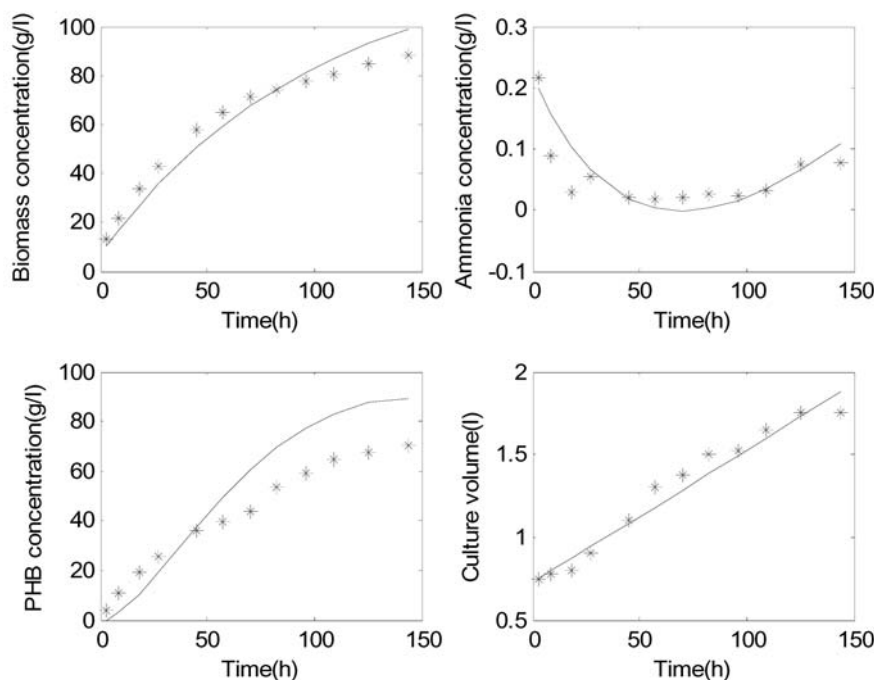 Biomass concentration(g/l)
100
80
60
40
20
0
0 50 100 150
Time(h)
Ammonia concentration(g/l)
0.3
0.2
0.1
0
-0.1
0 50 100 150
Time(h)
PHB concentration(g/l)
100
80
60
40
20
0
0 50 100 150
Time(h)
Culture volume(l)
2
1.5
1
0.5
0 50 100 150
Time(h)